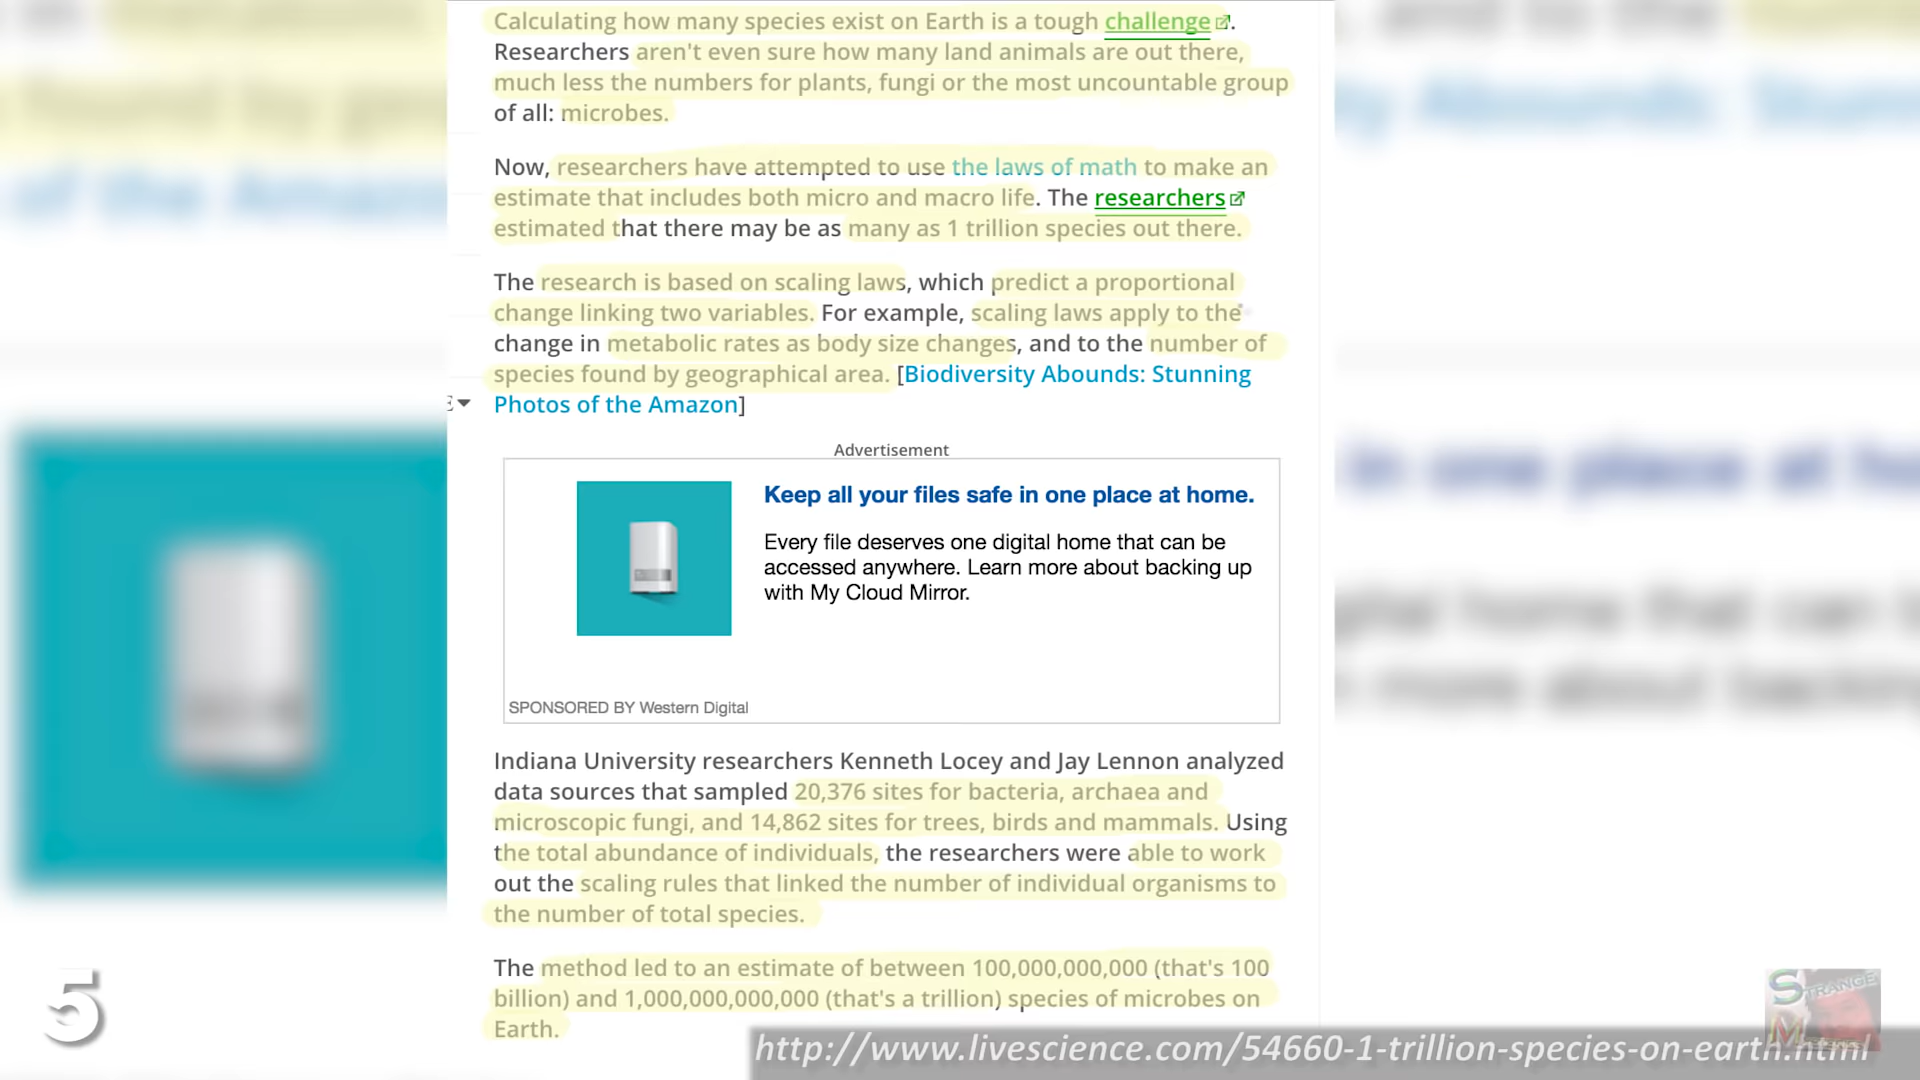 Calculating how many species exist on Earth is a tough challenge.
Researchers aren't even sure how many land animals are out there,
much less the numbers for plants, fungi or the most uncountable group
of all: microbes.
Now, researchers have attempted to use the laws of math to make an
estimate that includes both micro and macro life. The researchers
estimated that there may be as many as 1 trillion species out there.
The research is based on scaling laws, which predict a proportional
change linking two variables. For example, scaling laws apply to the
change in metabolic rates as body size changes, and to the number of
species found by geographical area. [Biodiversity Abounds: Stunning
Photos of the Amazon]
Advertisement
Keep all your files safe in one place at home.
Every file deserves one digital home that can be
accessed anywhere. Learn more about backing up
with My Cloud Mirror.
SPONSORED BY Western Digital
Indiana University researchers Kenneth Locey and Jay Lennon analyzed
data sources that sampled 20,376 sites for bacteria, archaea and
microscopic fungi, and 14,862 sites for trees, birds and mammals. Using
the total abundance of individuals, the researchers were able to work
out the scaling rules that linked the number of individual organisms to
the number of total species.
The method led to an estimate of between 100,000,000,000 (that's 100
billion) and 1,000,000,000,000 (that's a trillion) species of microbes on
Earth.
5
STRANGE
http://www.livescience.com/54660-1-trillion-species-on-earth.html